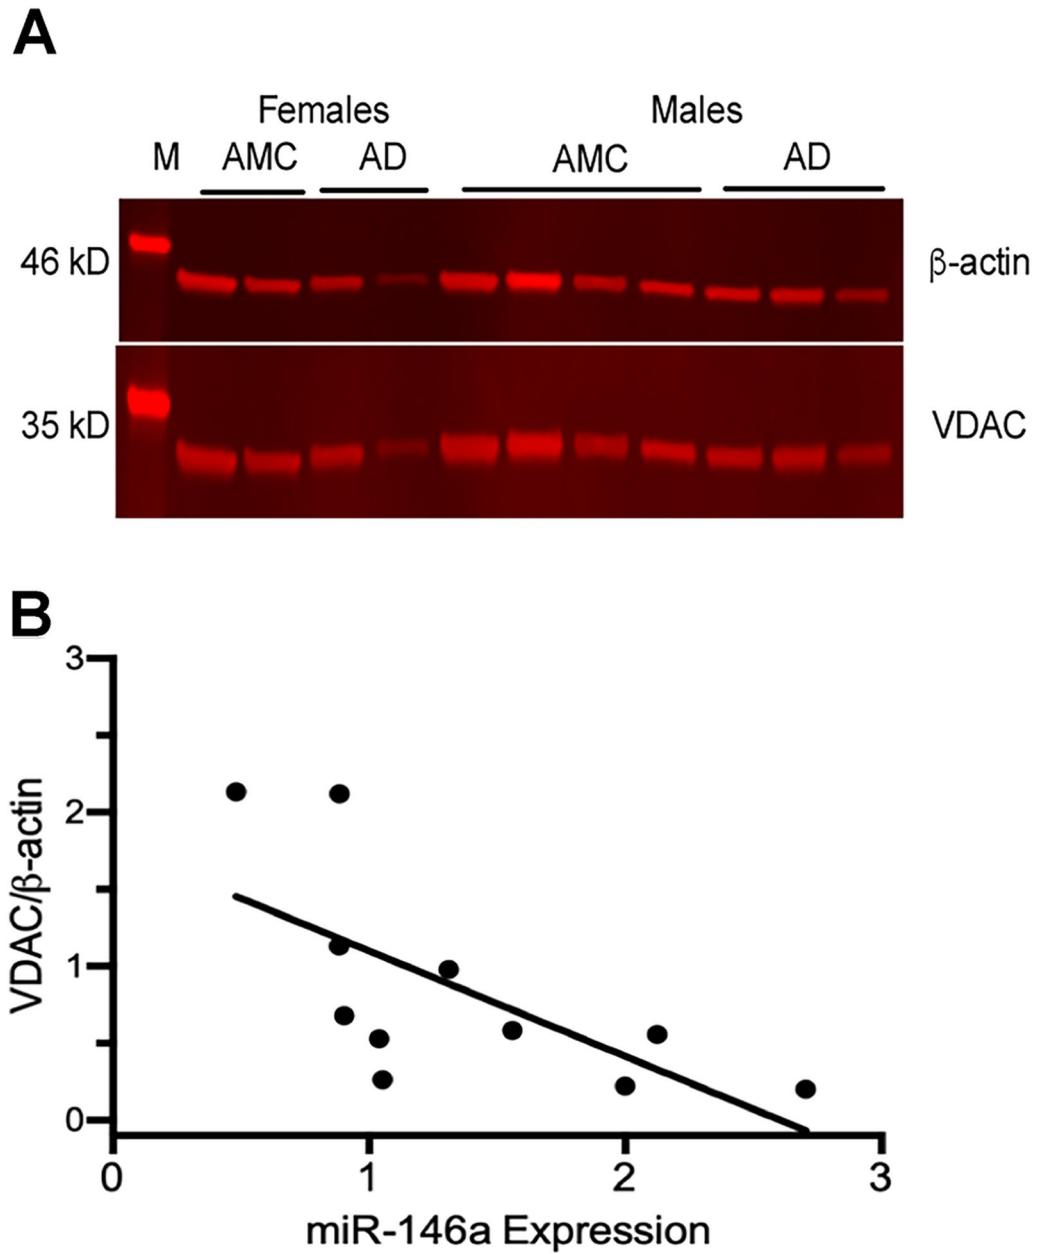 A
Females Males
M AMC AD AMC AD
46 kD β-actin
35 kD VDAC
B
3
2
1
0
VDAC/β-actin
0 1 2 3
miR-146a Expression